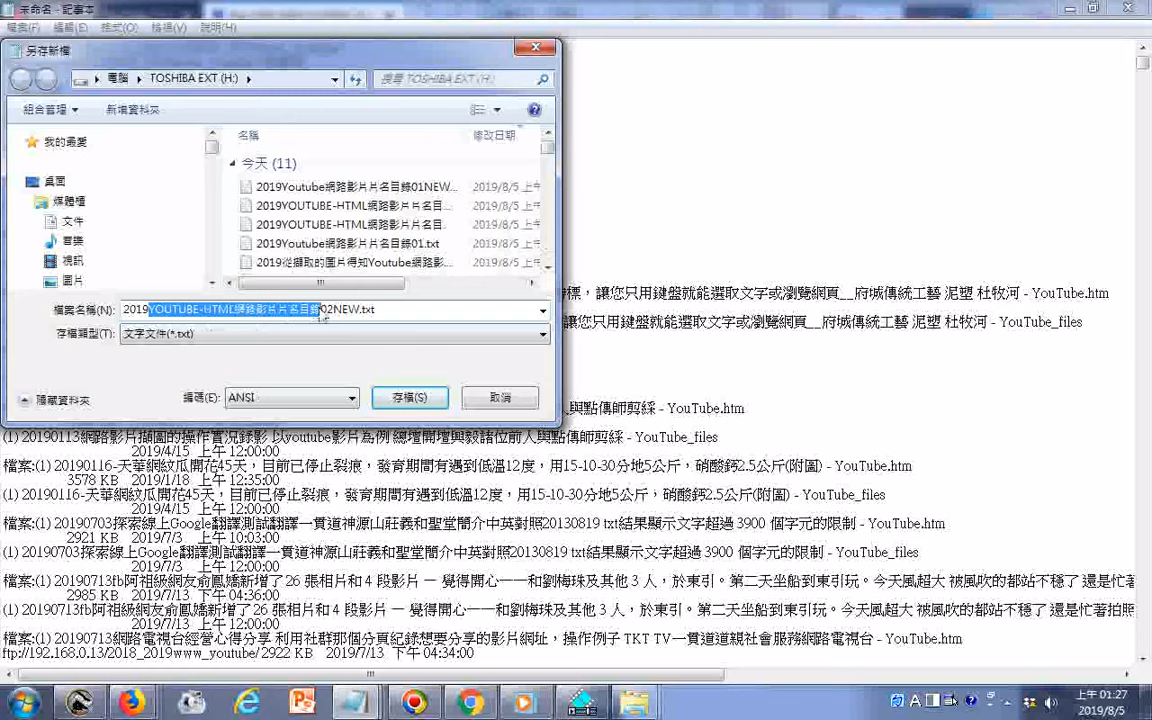 未命名 - 記事本
檔案(F) 編輯(E) 格式(O) 檢視(V) 說明(H)
另存新檔
電腦 ▸ TOSHIBA EXT (H:) ▸
搜尋 TOSHIBA EXT (H:)
組合管理 新增資料夾
我的最愛
桌面
媒體櫃
文件
音樂
視訊
圖片
名稱 修改日期
今天 (11)
2019Youtube網路影片片名目錄01NEW... 2019/8/5 上午
2019YOUTUBE-HTML網路影片片名目... 2019/8/5 上午
2019YOUTUBE-HTML網路影片片名目... 2019/8/5 上午
2019Youtube網路影片片名目錄01.txt 2019/8/5 上午
2019從擷取的圖片得知Youtube網路影... 2019/8/5 上午
檔案名稱(N): 2019YOUTUBE-HTML網路影片片名目錄02NEW.txt
存檔類型(T): 文字文件(*.txt)
隱藏資料夾 編碼(E): ANSI 存檔(S) 取消
標，讓您只用鍵盤就能選取文字或瀏覽網頁__府城傳統工藝 泥塑 杜牧河 - YouTube.htm
讓您只用鍵盤就能選取文字或瀏覽網頁__府城傳統工藝 泥塑 杜牧河 - YouTube_files
人與點傳師剪綵 - YouTube.htm
(1) 20190113網路影片擷圖的操作實況錄影 以youtube影片為例 總壇開壇興毅諸位前人與點傳師剪綵 - YouTube_files
2019/4/15 上午 12:00:00
檔案:(1) 20190116-天華網紋瓜開花45天，目前已停止裂痕，發育期間有遇到低溫12度，用15-10-30分地5公斤，硝酸鈣2.5公斤(附圖) - YouTube.htm
3578 KB 2019/1/18 上午 12:35:00
(1) 20190116-天華網紋瓜開花45天，目前已停止裂痕，發育期間有遇到低溫12度，用15-10-30分地5公斤，硝酸鈣2.5公斤(附圖) - YouTube_files
2019/4/15 上午 12:00:00
檔案:(1) 20190703探索線上Google翻譯測試翻譯一貫道神源山莊義和聖堂簡介中英對照20130819 txt結果顯示文字超過 3900 個字元的限制 - YouTube.htm
2921 KB 2019/7/3 上午 10:03:00
(1) 20190703探索線上Google翻譯測試翻譯一貫道神源山莊義和聖堂簡介中英對照20130819 txt結果顯示文字超過 3900 個字元的限制 - YouTube_files
2019/7/3 上午 12:00:00
檔案:(1) 20190713fb阿祖級網友俞鳳嬌新增了26 張相片和 4 段影片 — 覺得開心——和劉梅珠及其他 3 人，於東引。第二天坐船到東引玩。今天風超大 被風吹的都站不穩了 還是忙著
2985 KB 2019/7/13 下午 04:36:00
(1) 20190713fb阿祖級網友俞鳳嬌新增了26 張相片和 4 段影片 — 覺得開心——和劉梅珠及其他 3 人，於東引。第二天坐船到東引玩。今天風超大 被風吹的都站不穩了 還是忙著拍照
2019/7/13 上午 12:00:00
檔案:(1) 20190713網路電視台經營心得分享 利用社群那個分頁紀錄想要分享的影片網址，操作例子 TKT TV一貫道道親社會服務網路電視台 - YouTube.htm
ftp://192.168.0.13/2018_2019www_youtube/2922 KB 2019/7/13 下午 04:34:00
上午 01:27
2019/8/5